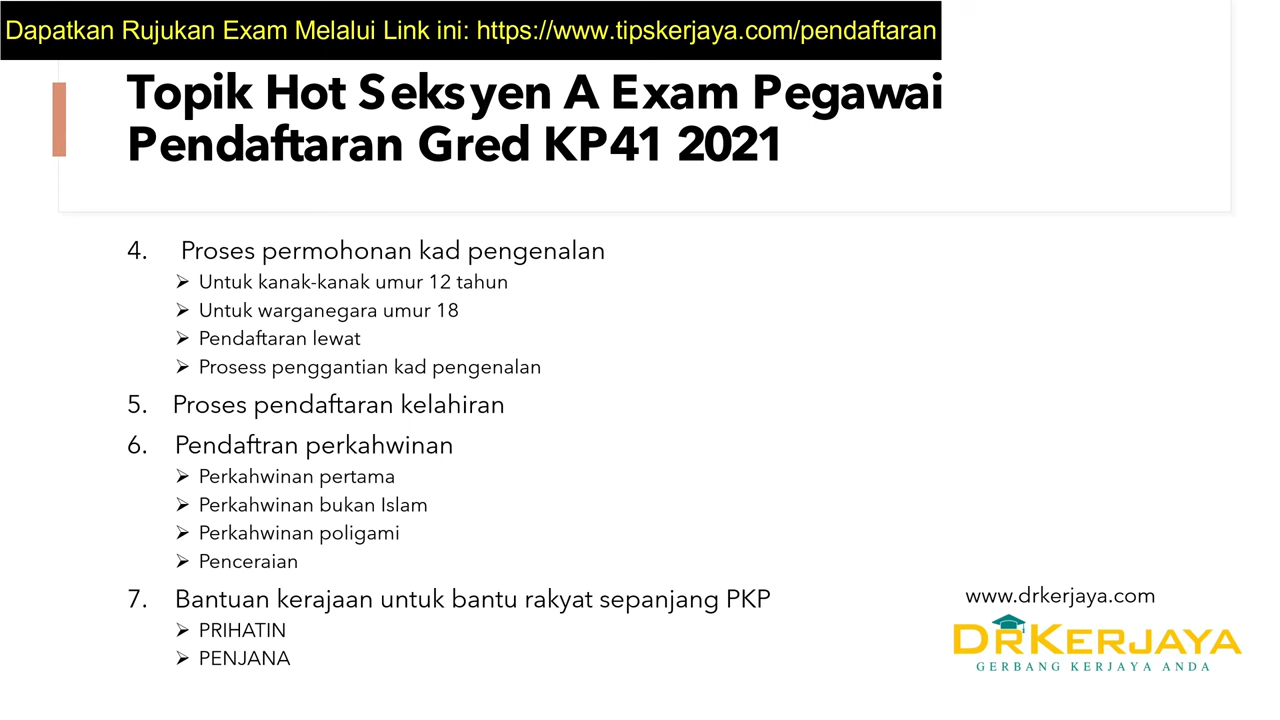 Dapatkan Rujukan Exam Melalui Link ini: https://www.tipskerjaya.com/pendaftaran
Topik Hot Seksyen A Exam Pegawai
Pendaftaran Gred KP41 2021
4. Proses permohonan kad pengenalan
➢ Untuk kanak-kanak umur 12 tahun
➢ Untuk warganegara umur 18
➢ Pendaftaran lewat
➢ Prosess penggantian kad pengenalan
5. Proses pendaftaran kelahiran
6. Pendaftran perkahwinan
➢ Perkahwinan pertama
➢ Perkahwinan bukan Islam
➢ Perkahwinan poligami
➢ Penceraian
7. Bantuan kerajaan untuk bantu rakyat sepanjang PKP
➢ PRIHATIN
➢ PENJANA
www.drkerjaya.com
DRKERJAYA
GERBANG KERJAYA ANDA